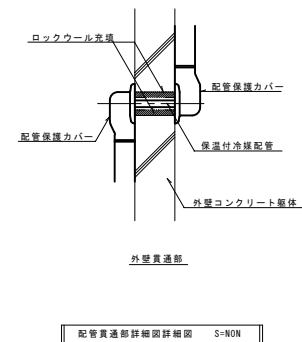 ロックウール充填
配管保護カバー
配管保護カバー
保温付冷媒配管
外壁コンクリート躯体
外壁貫通部
配管貫通部詳細図詳細図 S=NON